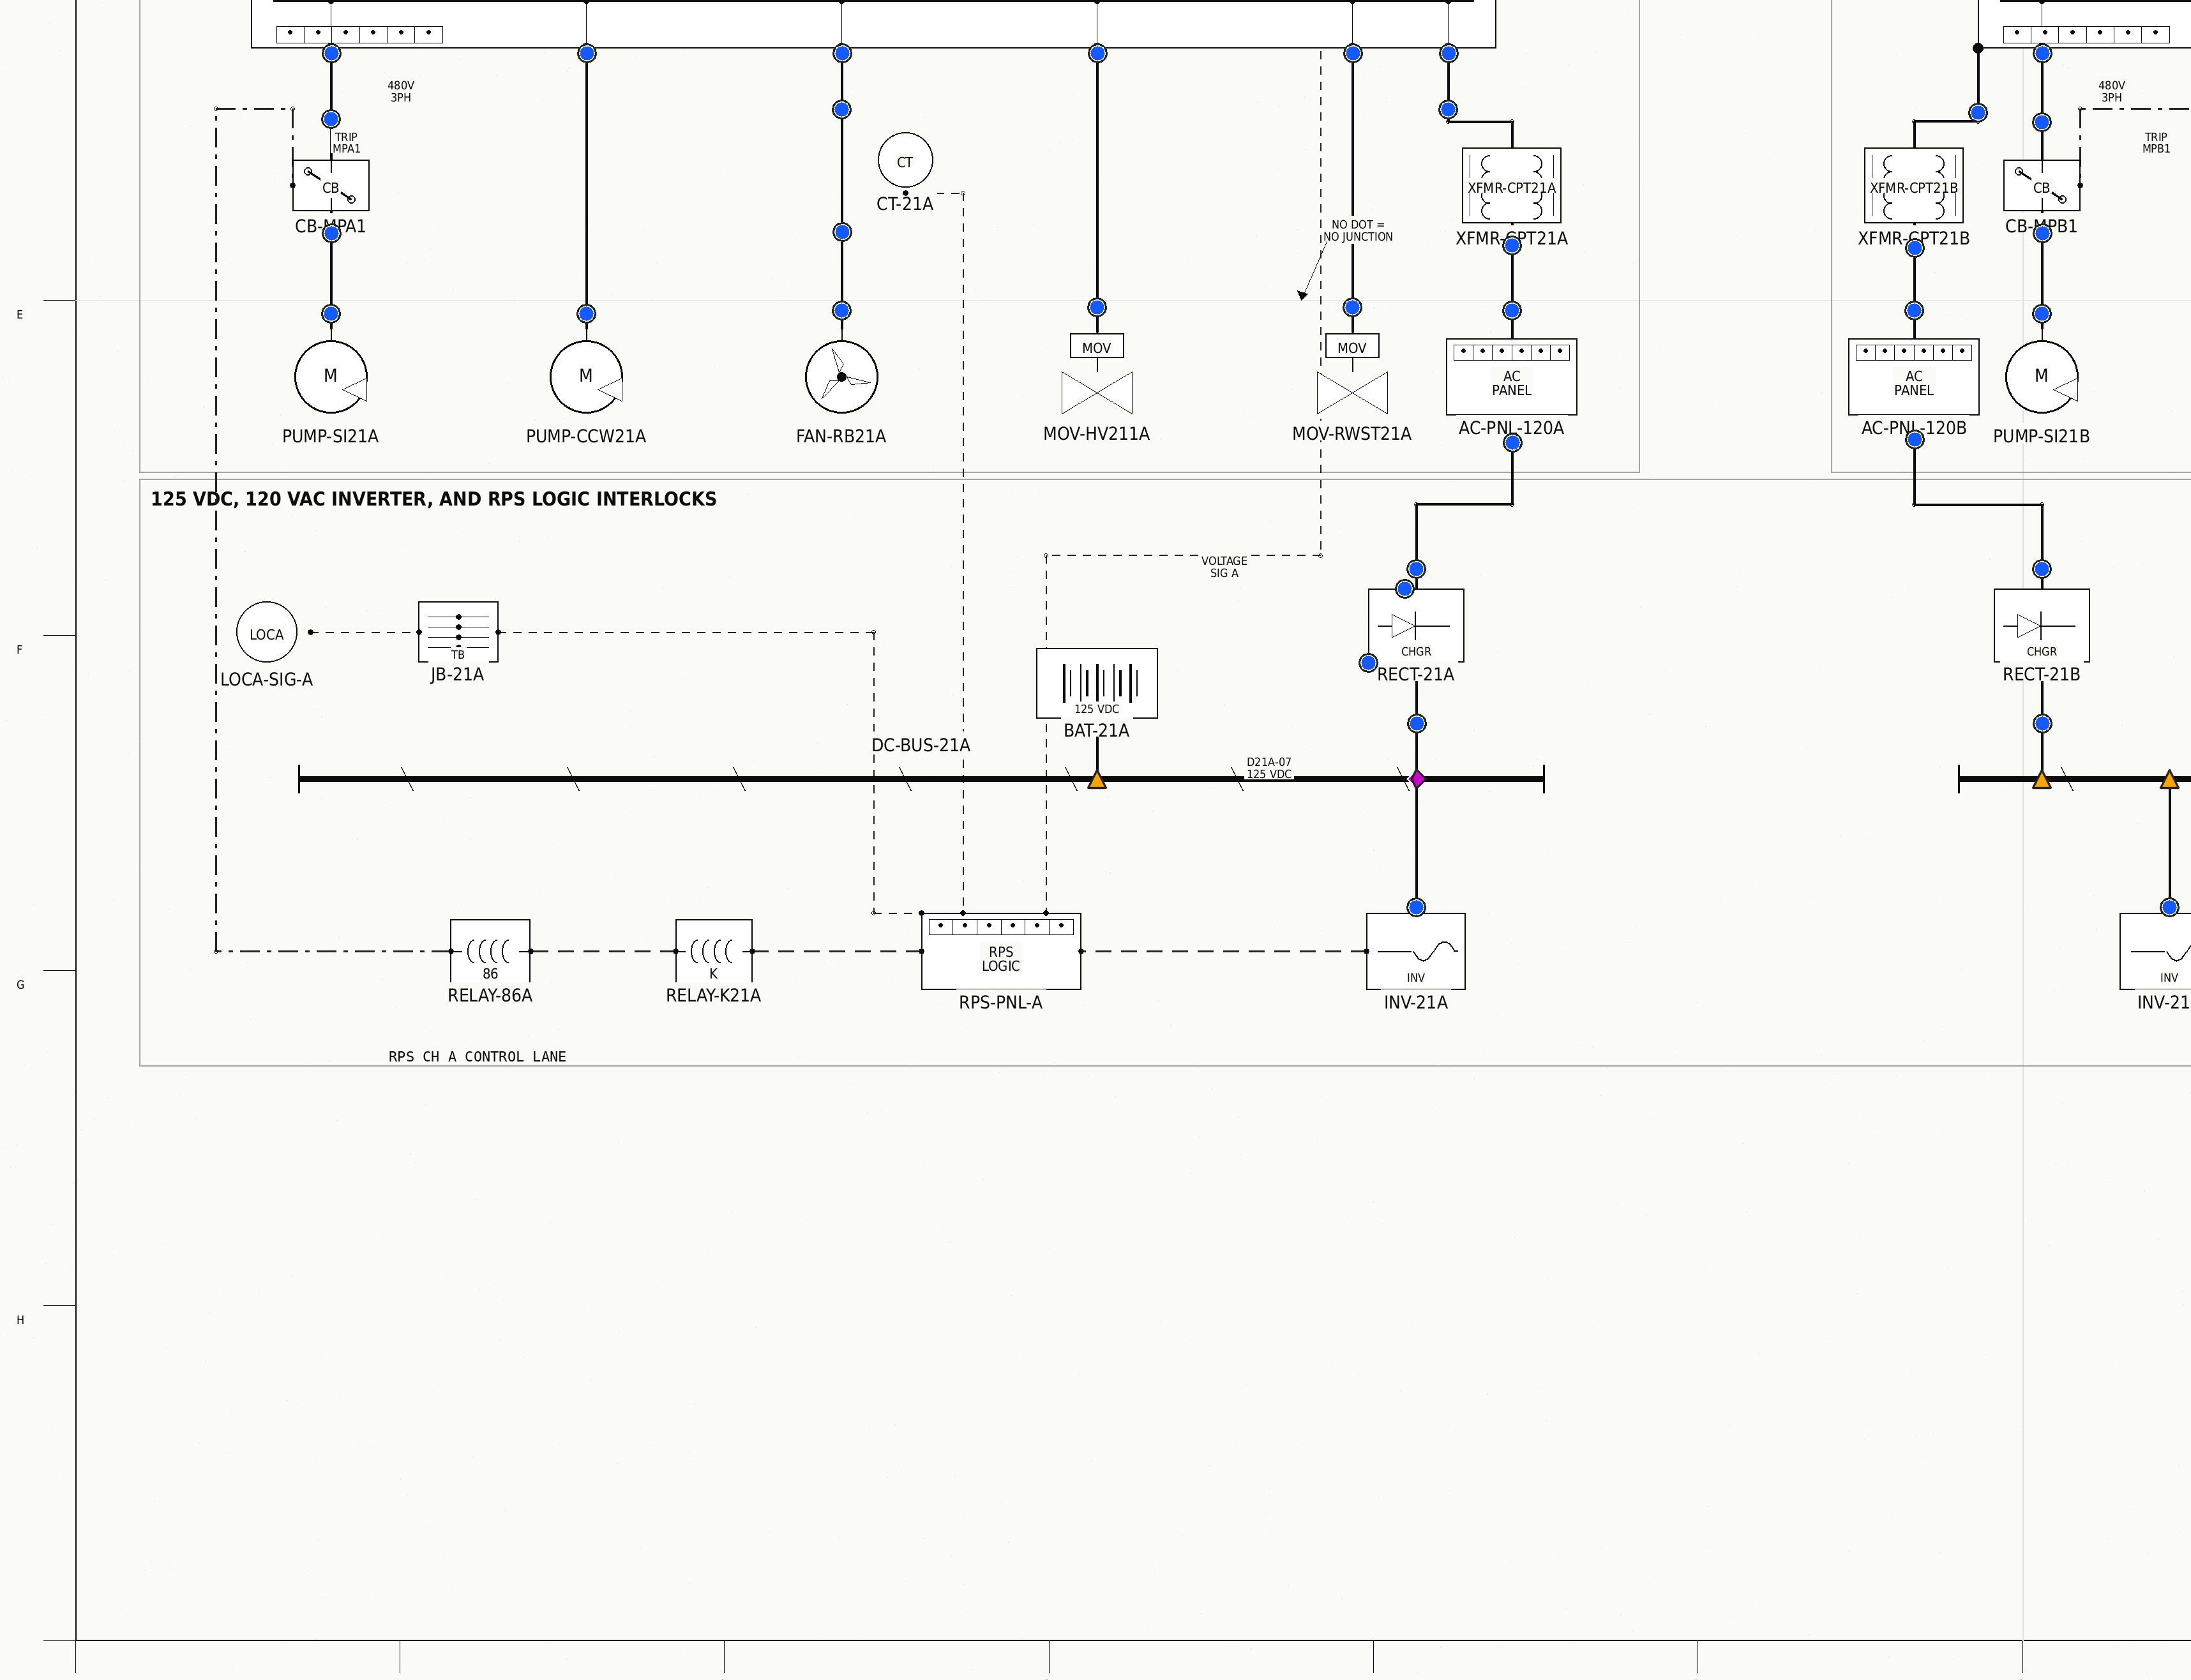 480V
3PH
480V
3PH
TRIP
MPA1
TRIP
MPB1
CT
CB
XFMR-CPT21A
XFMR-CPT21B
CB
CT-21A
CB-MPA1
NO DOT =
NO JUNCTION
XFMR-CPT21A
XFMR-CPT21B
CB-MPB1
E
MOV
MOV
M
M
AC
PANEL
AC
PANEL
M
PUMP-SI21A
PUMP-CCW21A
FAN-RB21A
MOV-HV211A
MOV-RWST21A
AC-PNL-120A
AC-PNL-120B
PUMP-SI21B
125 VDC, 120 VAC INVERTER, AND RPS LOGIC INTERLOCKS
VOLTAGE
SIG A
LOCA
TB
CHGR
CHGR
F
LOCA-SIG-A
JB-21A
RECT-21A
RECT-21B
125 VDC
BAT-21A
DC-BUS-21A
D21A-07
125 VDC
RPS
LOGIC
86
K
INV
INV
G
RELAY-86A
RELAY-K21A
RPS-PNL-A
INV-21A
INV-21
RPS CH A CONTROL LANE
H